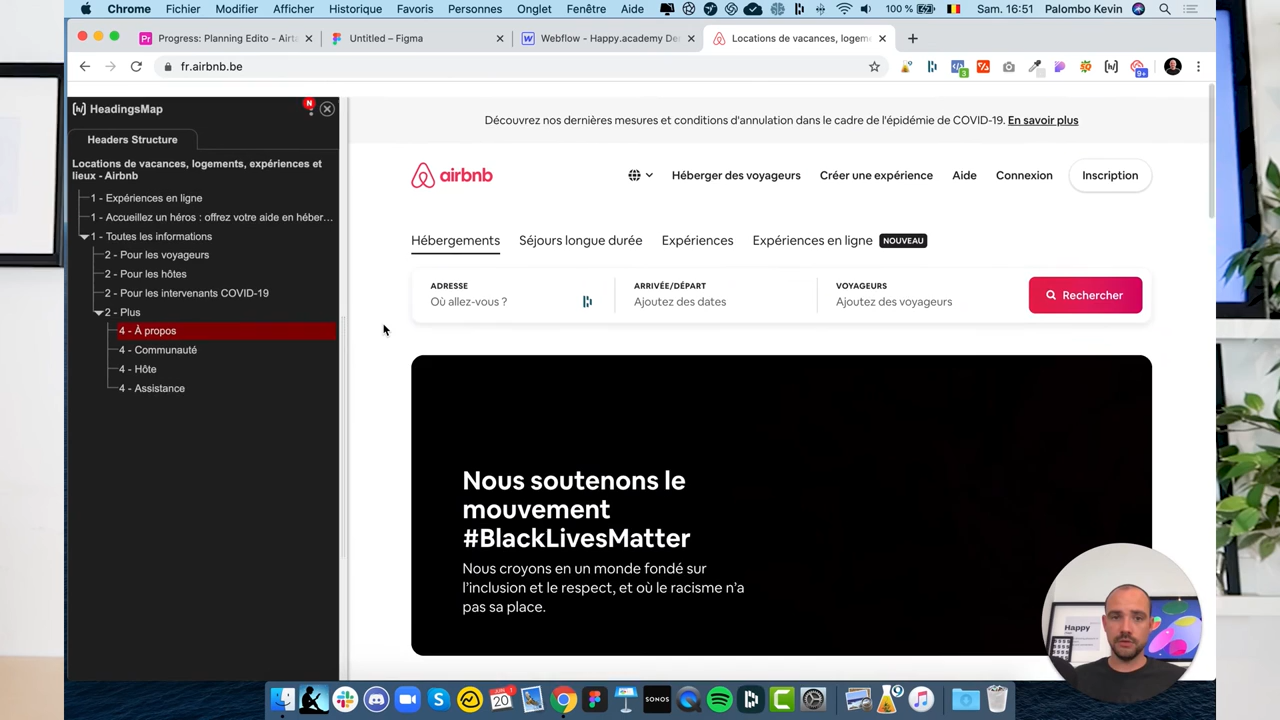 Chrome Fichier Modifier Afficher Historique Favoris Personnes Onglet Fenêtre Aide 100 % Sam. 16:51 Palombo Kevin
Progress: Planning Edito - Airt
Untitled – Figma
Webflow - Happy.academy De
Locations de vacances, logem
fr.airbnb.be
3
9+
HeadingsMap
N
Headers Structure
Locations de vacances, logements, expériences et
lieux - Airbnb
1 - Expériences en ligne
1 - Accueillez un héros : offrez votre aide en héber...
1 - Toutes les informations
2 - Pour les voyageurs
2 - Pour les hôtes
2 - Pour les intervenants COVID-19
2 - Plus
4 - À propos
4 - Communauté
4 - Hôte
4 - Assistance
Découvrez nos dernières mesures et conditions d'annulation dans le cadre de l'épidémie de COVID-19. En savoir plus
airbnb
Héberger des voyageurs
Créer une expérience
Aide
Connexion
Inscription
Hébergements
Séjours longue durée
Expériences
Expériences en ligne
NOUVEAU
ADRESSE
Où allez-vous ?
ARRIVÉE/DÉPART
Ajoutez des dates
VOYAGEURS
Ajoutez des voyageurs
Rechercher
Nous soutenons le
mouvement
#BlackLivesMatter
Nous croyons en un monde fondé sur
l'inclusion et le respect, et où le racisme n'a
pas sa place.
Happy
SONOS
20